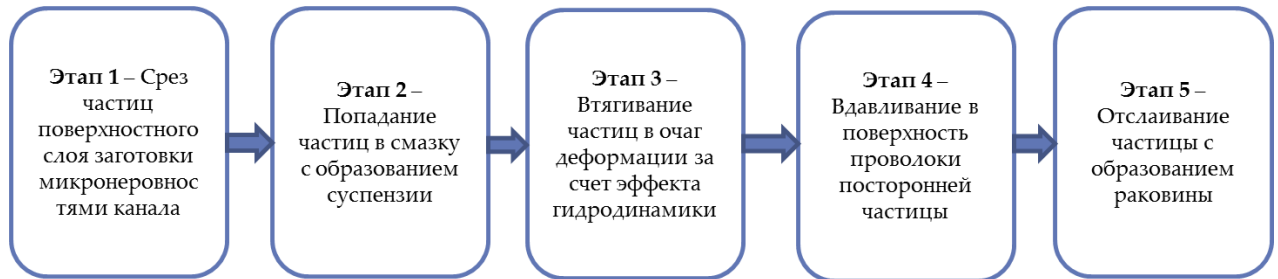 Этап 1 – Срез
частиц
поверхностного
слоя заготовки
микронеровнос
тями канала
Этап 2 –
Попадание
частиц в смазку
с образованием
суспензии
Этап 3 –
Втягивание
частиц в очаг
деформации за
счет эффекта
гидродинамики
Этап 4 –
Вдавливание в
поверхность
проволоки
посторонней
частицы
Этап 5 –
Отслаивание
частицы с
образованием
раковины